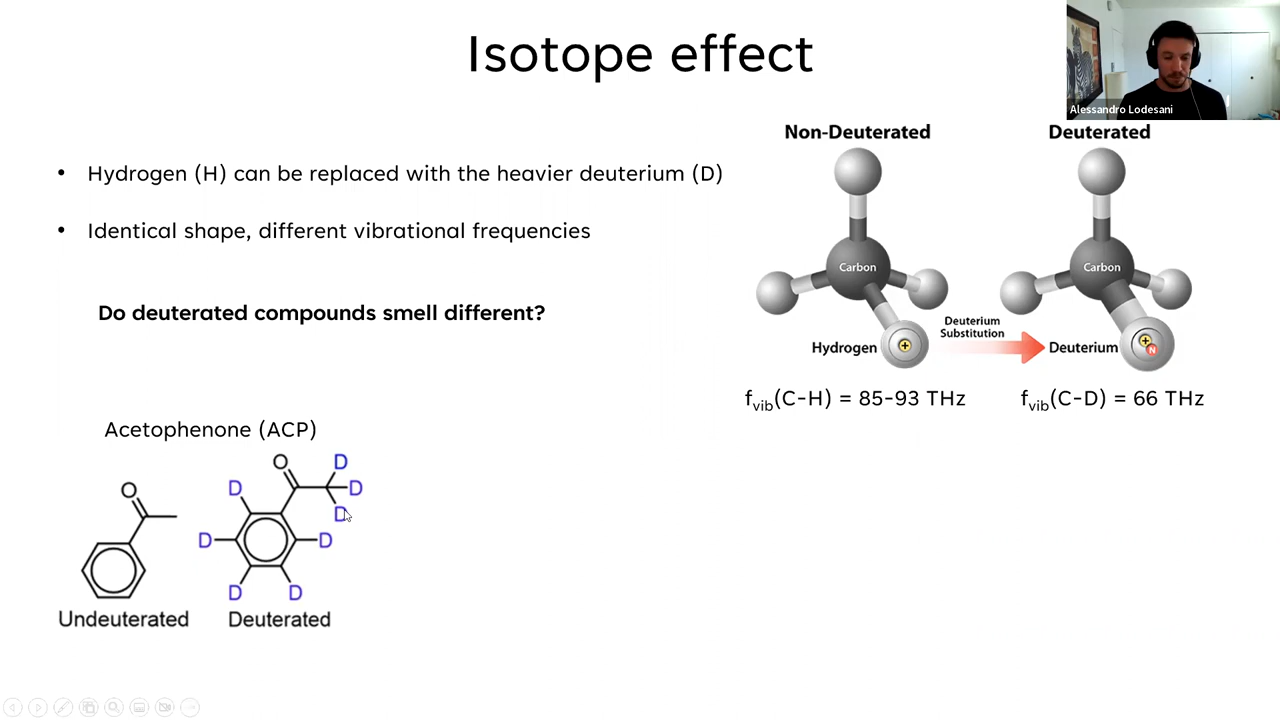 Isotope effect
Alessandro Lodesani
• Hydrogen (H) can be replaced with the heavier deuterium (D)
• Identical shape, different vibrational frequencies
Do deuterated compounds smell different?
Non-Deuterated
Deuterated
Carbon
Carbon
Deuterium
Substitution
Hydrogen
+
Deuterium
+
N
fvib(C-H) = 85-93 THz
fvib(C-D) = 66 THz
Acetophenone (ACP)
O
Undeuterated
O
D
D
D
D
D
D
D
D
Deuterated